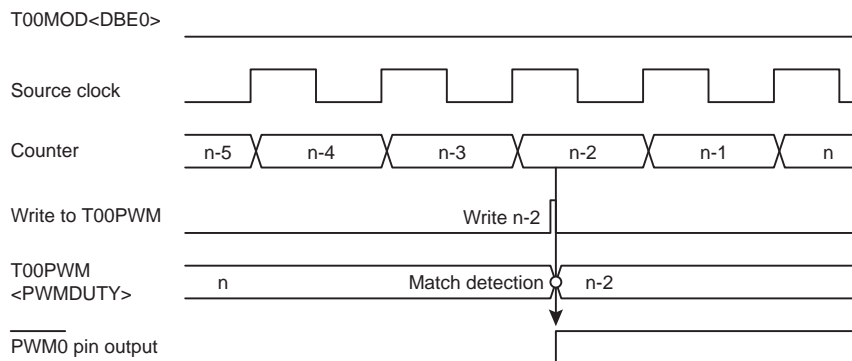 T00MOD<DBE0>
Source clock
Counter n-5 n-4 n-3 n-2 n-1 n
Write to T00PWM Write n-2
T00PWM
<PWMDUTY> n Match detection n-2
PWM0 pin output